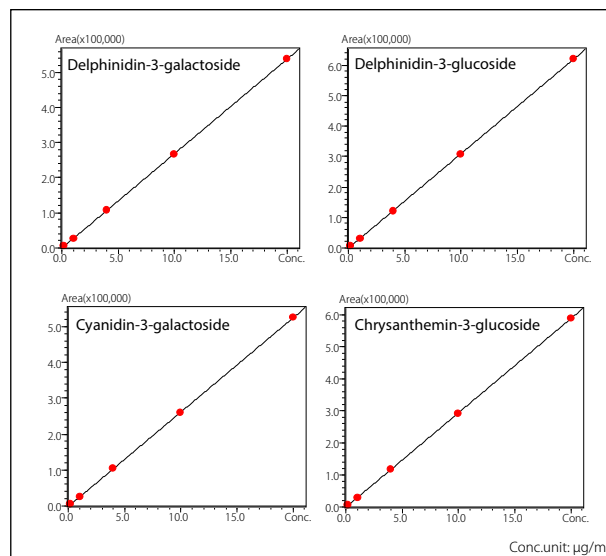 Area(x100,000)
Delphinidin-3-galactoside
5.0
4.0
3.0
2.0
1.0
0.0
0.0 5.0 10.0 15.0 Conc.
Area(x100,000)
Delphinidin-3-glucoside
6.0
5.0
4.0
3.0
2.0
1.0
0.0
0.0 5.0 10.0 15.0 Conc.
Area(x100,000)
Cyanidin-3-galactoside
5.0
4.0
3.0
2.0
1.0
0.0
0.0 5.0 10.0 15.0 Conc.
Area(x100,000)
Chrysanthemin-3-glucoside
6.0
5.0
4.0
3.0
2.0
1.0
0.0
0.0 5.0 10.0 15.0 Conc.
Conc.unit: μg/m